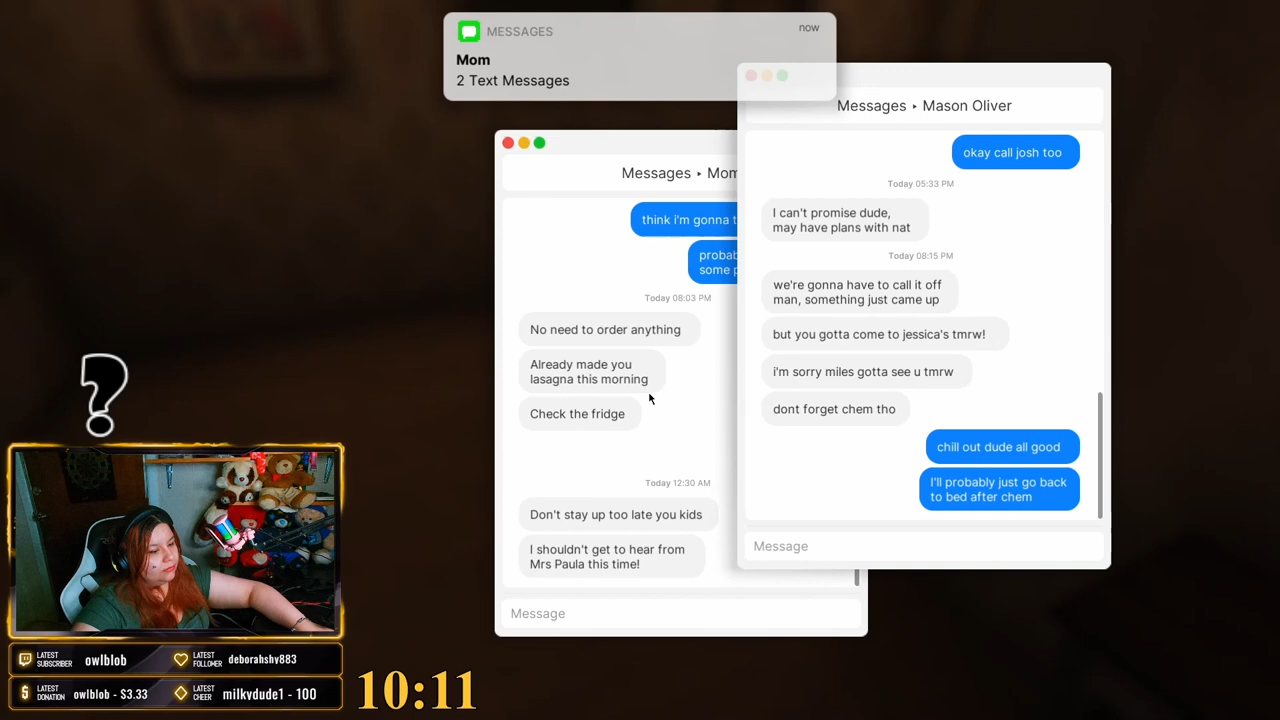 MESSAGES
now
Mom
2 Text Messages
Messages ▸ Mom
think i'm gonna t
probab
some p
Today 08:03 PM
No need to order anything
Already made you
lasagna this morning
Check the fridge
Today 12:30 AM
Don't stay up too late you kids
I shouldn't get to hear from
Mrs Paula this time!
Message
Messages ▸ Mason Oliver
okay call josh too
Today 05:33 PM
I can't promise dude,
may have plans with nat
Today 08:15 PM
we're gonna have to call it off
man, something just came up
but you gotta come to jessica's tmrw!
i'm sorry miles gotta see u tmrw
dont forget chem tho
chill out dude all good
I'll probably just go back
to bed after chem
Message
?
LATEST
SUBSCRIBER
owlblob
LATEST
FOLLOWER
deborahshy883
$
LATEST
DONATION
owlblob - $3.33
LATEST
CHEER
milkydude1 - 100
10:11